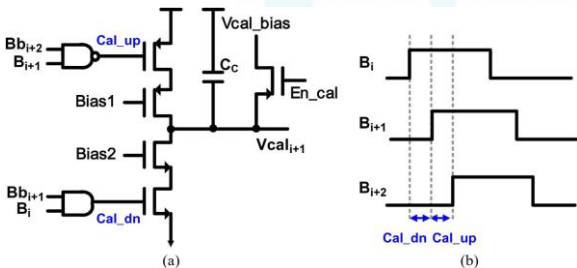 Vcal_bias
Bb_{i+2}
B_{i+1}
Cal_up
C_C
En_cal
Bias1
Vcal_{i+1}
Bias2
Bb_{i+1}
B_i
Cal_dn
(a)
B_i
B_{i+1}
B_{i+2}
Cal_dn Cal_up
(b)